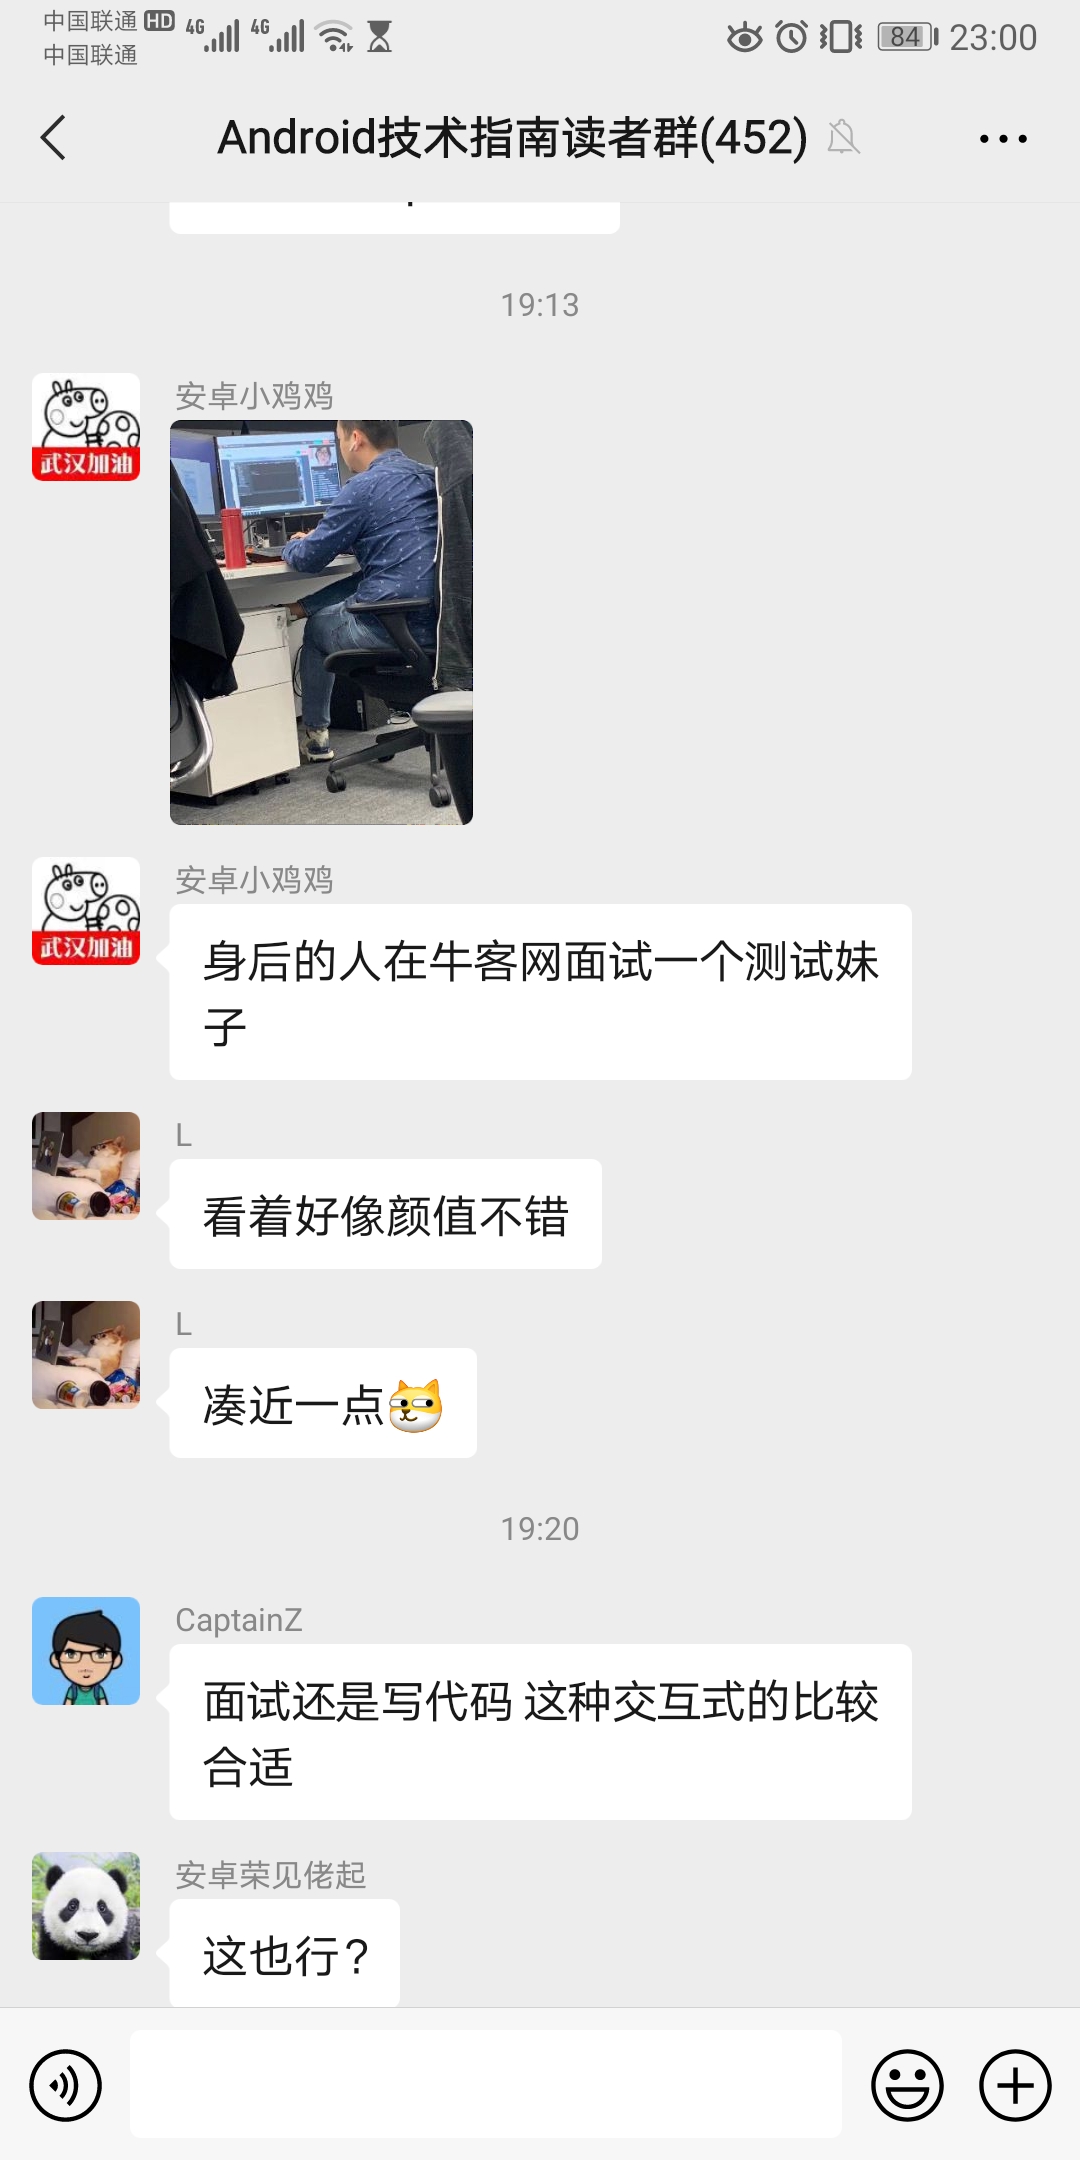 中国联通 HD 4G 4G 84 23:00
中国联通
Android技术指南读者群(452)
19:13
安卓小鸡鸡
武汉加油
安卓小鸡鸡
武汉加油
身后的人在牛客网面试一个测试妹
子
L
看着好像颜值不错
L
凑近一点
19:20
CaptainZ
面试还是写代码 这种交互式的比较
合适
安卓荣见佬起
这也行?